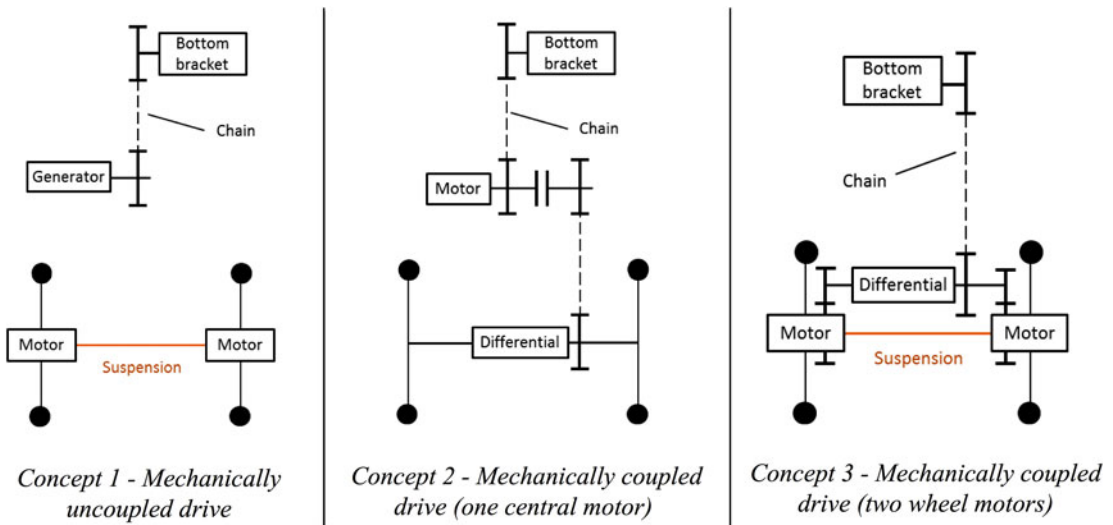 Bottom
bracket
Chain
Generator
Motor
Motor
Suspension
Concept 1 - Mechanically
uncoupled drive
Bottom
bracket
Chain
Motor
Differential
Concept 2 - Mechanically coupled
drive (one central motor)
Bottom
bracket
Chain
Differential
Motor
Motor
Suspension
Concept 3 - Mechanically coupled
drive (two wheel motors)